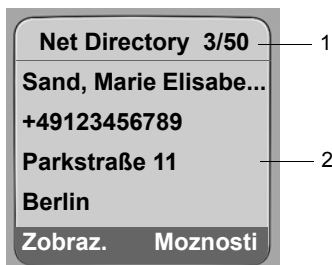 Net Directory 3/50
1
Sand, Marie Elisabe...
+49123456789
Parkstraße 11
2
Berlin
Zobraz. Moznosti